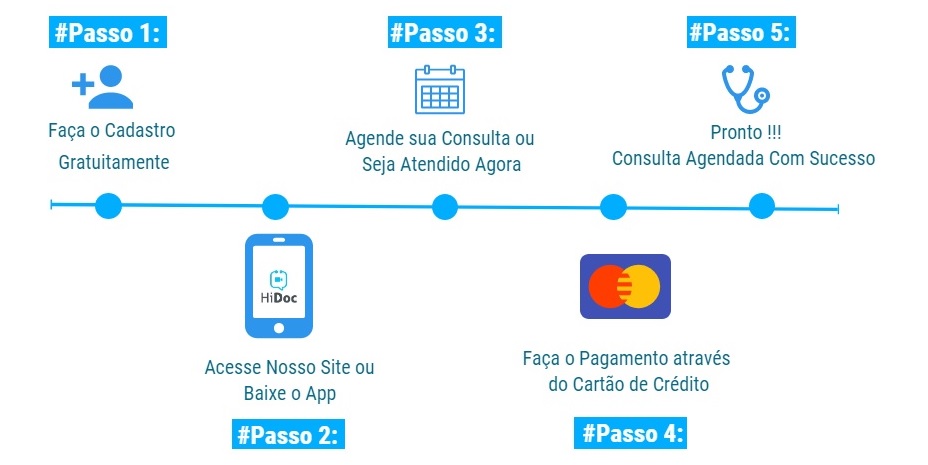 #Passo 1:
Faça o Cadastro
Gratuitamente
HiDoc
Acesse Nosso Site ou
Baixe o App
#Passo 2:
#Passo 3:
Agende sua Consulta ou
Seja Atendido Agora
Faça o Pagamento através
do Cartão de Crédito
#Passo 4:
#Passo 5:
Pronto !!!
Consulta Agendada Com Sucesso